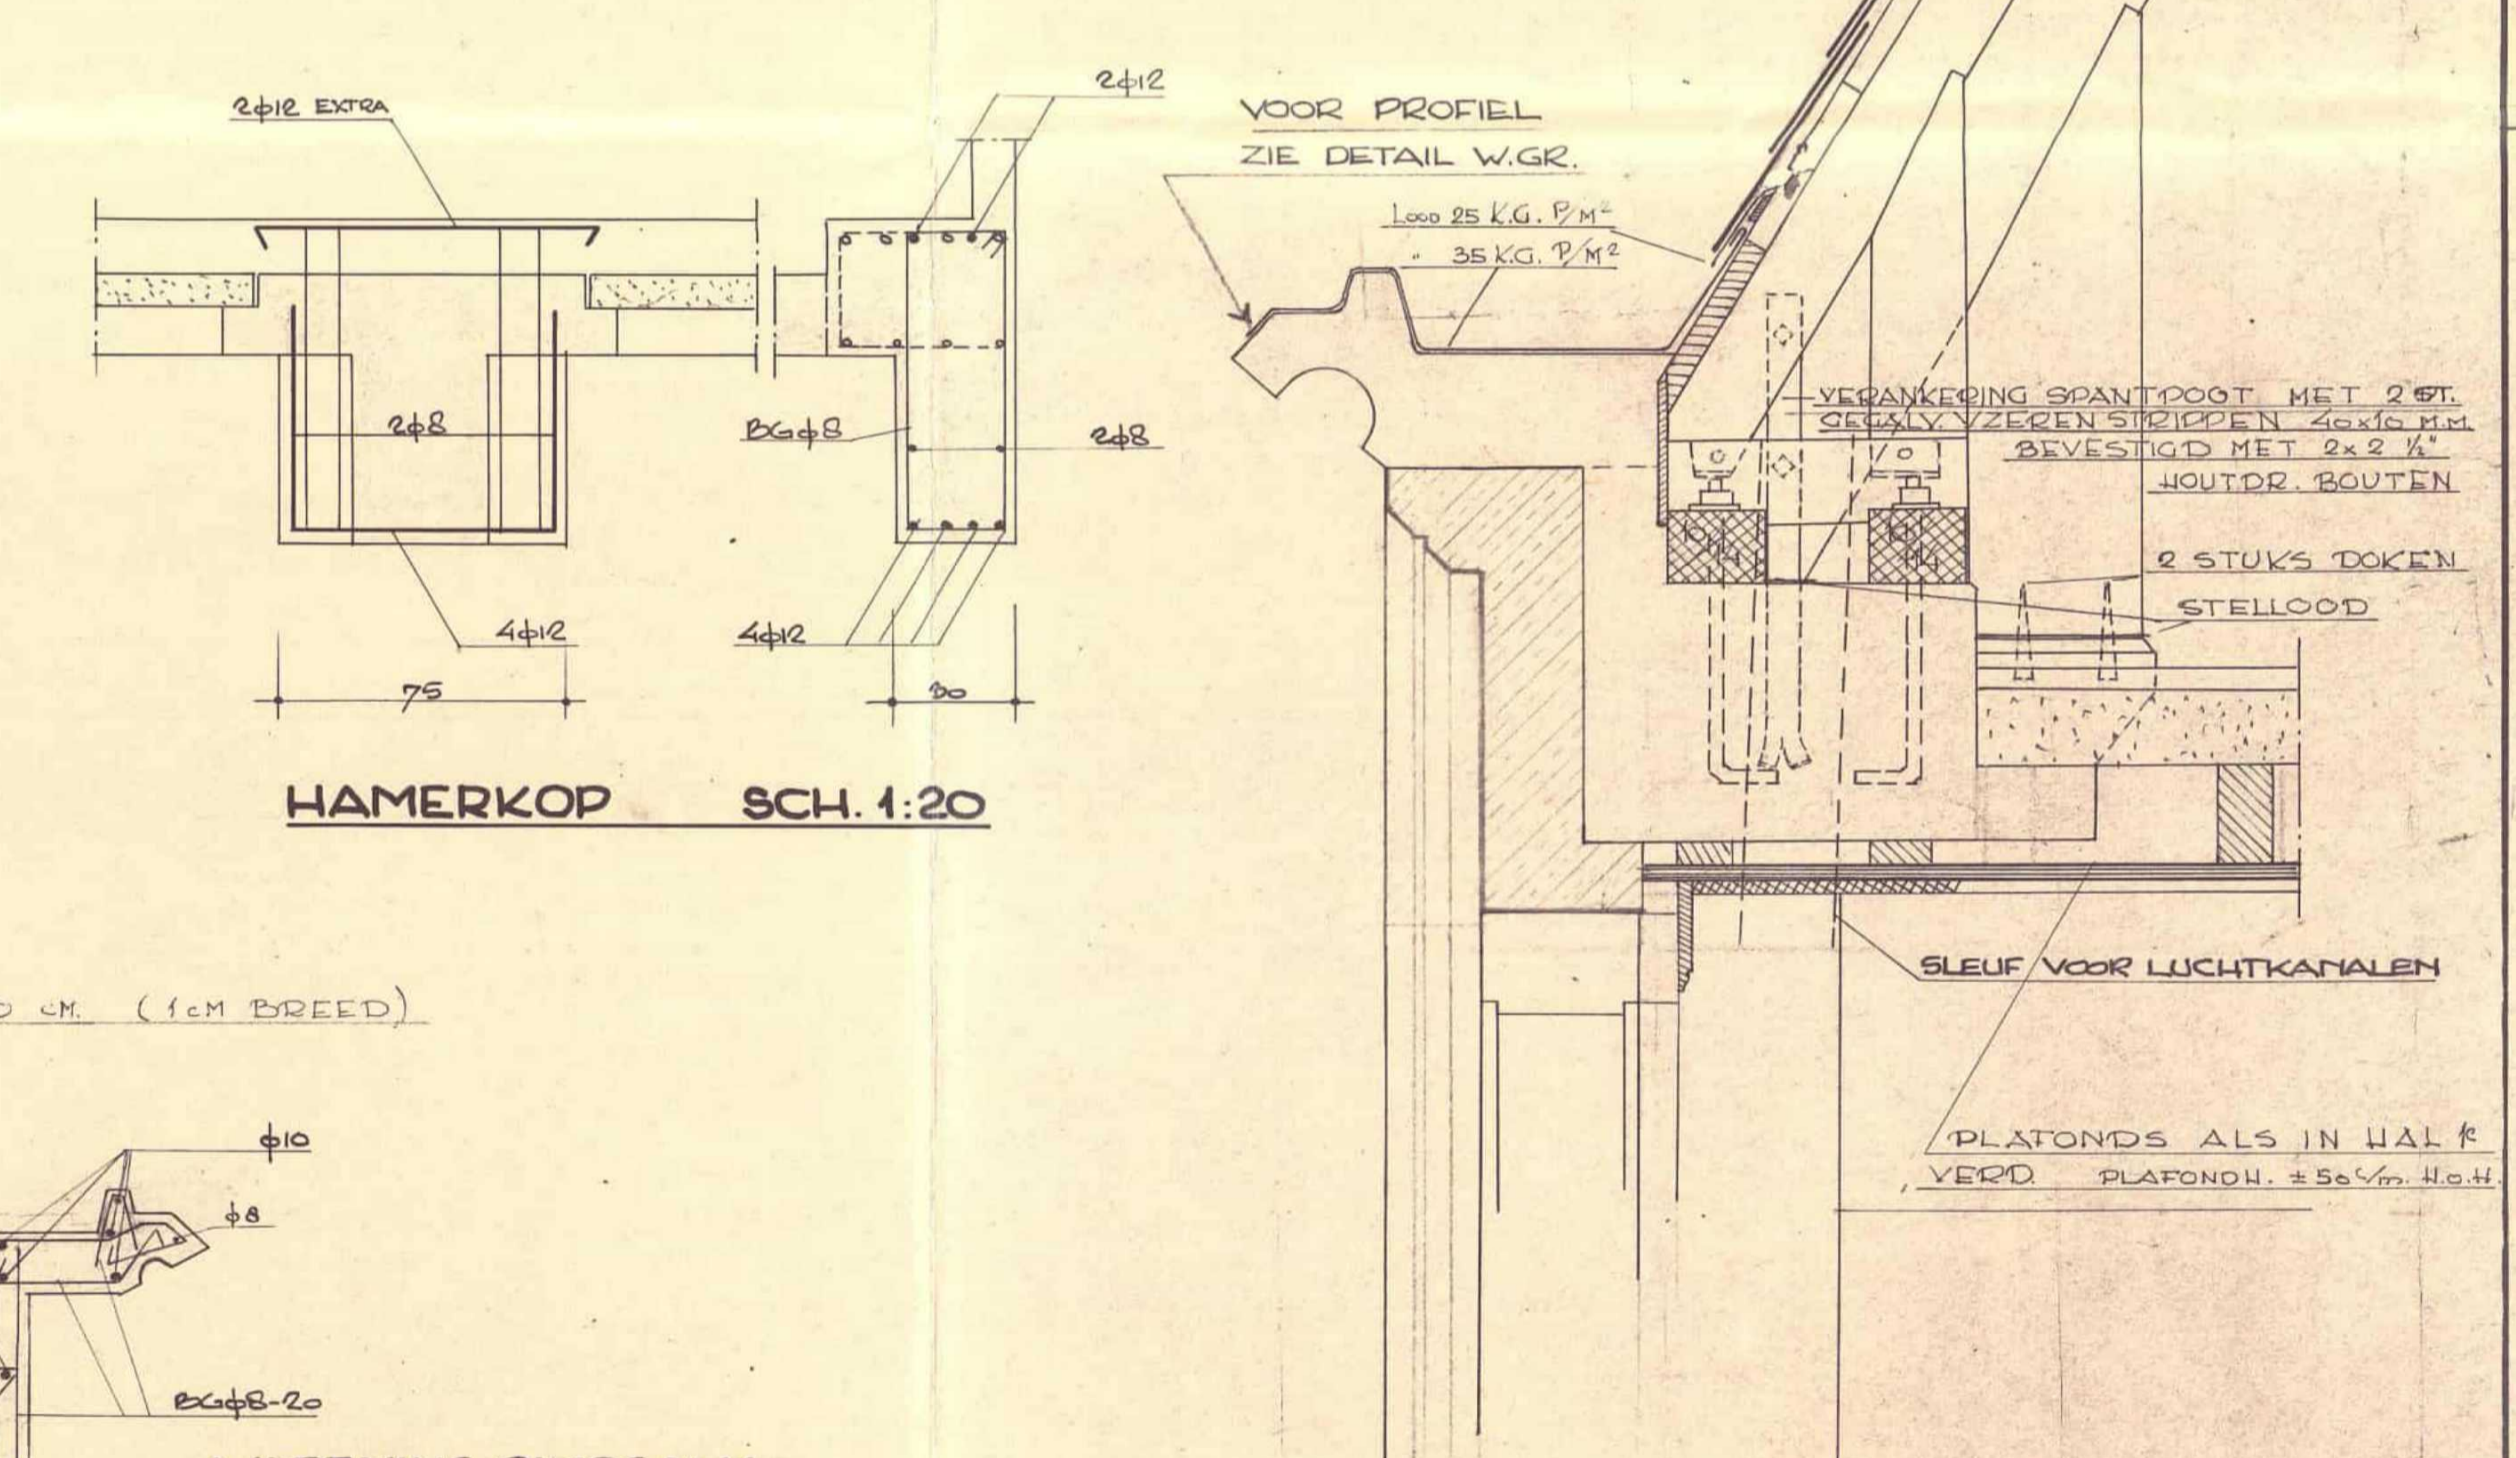 2ϕ12 EXTRA
2ϕ12
2ϕ8
BGϕ8
2ϕ8
4ϕ12
4ϕ12
75
30
HAMERKOP SCH. 1:20
CM. (1CM BREED)
ϕ10
ϕ8
BGϕ8-20
VOOR PROFIEL
ZIE DETAIL W.GR.
LOOD 25 K.G. P/M²
" 35 K.G. P/M²
VERANKERING SPANTPOOT MET 2 ST.
GEGALV. YZEREN STRIPPEN 40x10 M.M.
BEVESTIGD MET 2x2 ½"
HOUTDR. BOUTEN
2 STUKS DOKEN
STELLOOD
SLEUF VOOR LUCHTKANALEN
PLAFONDS ALS IN HAL 1e
VERD. PLAFONDH. ±50 c/m. H.O.H.